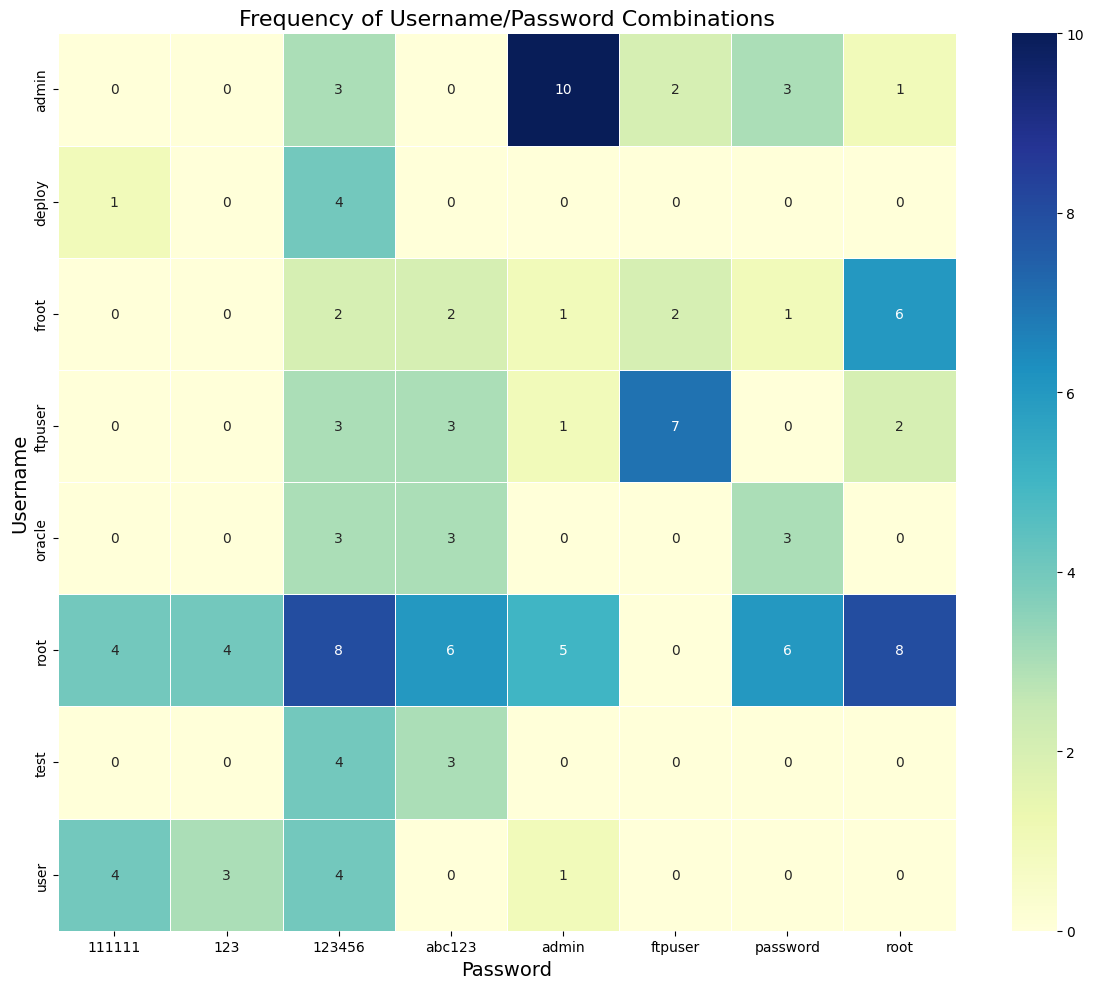 Frequency of Username/Password Combinations
admin 0 0 3 0 10 2 3 1
deploy 1 0 4 0 0 0 0 0
froot 0 0 2 2 1 2 1 6
ftpuser 0 0 3 3 1 7 0 2
oracle 0 0 3 3 0 0 3 0
root 4 4 8 6 5 0 6 8
test 0 0 4 3 0 0 0 0
user 4 3 4 0 1 0 0 0
Username
111111 123 123456 abc123 admin ftpuser password root
Password
10
8
6
4
2
0